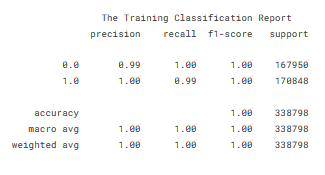 The Training Classification Report
precision recall f1-score support
0.0 0.99 1.00 1.00 167950
1.0 1.00 0.99 1.00 170848
accuracy 1.00 338798
macro avg 1.00 1.00 1.00 338798
weighted avg 1.00 1.00 1.00 338798